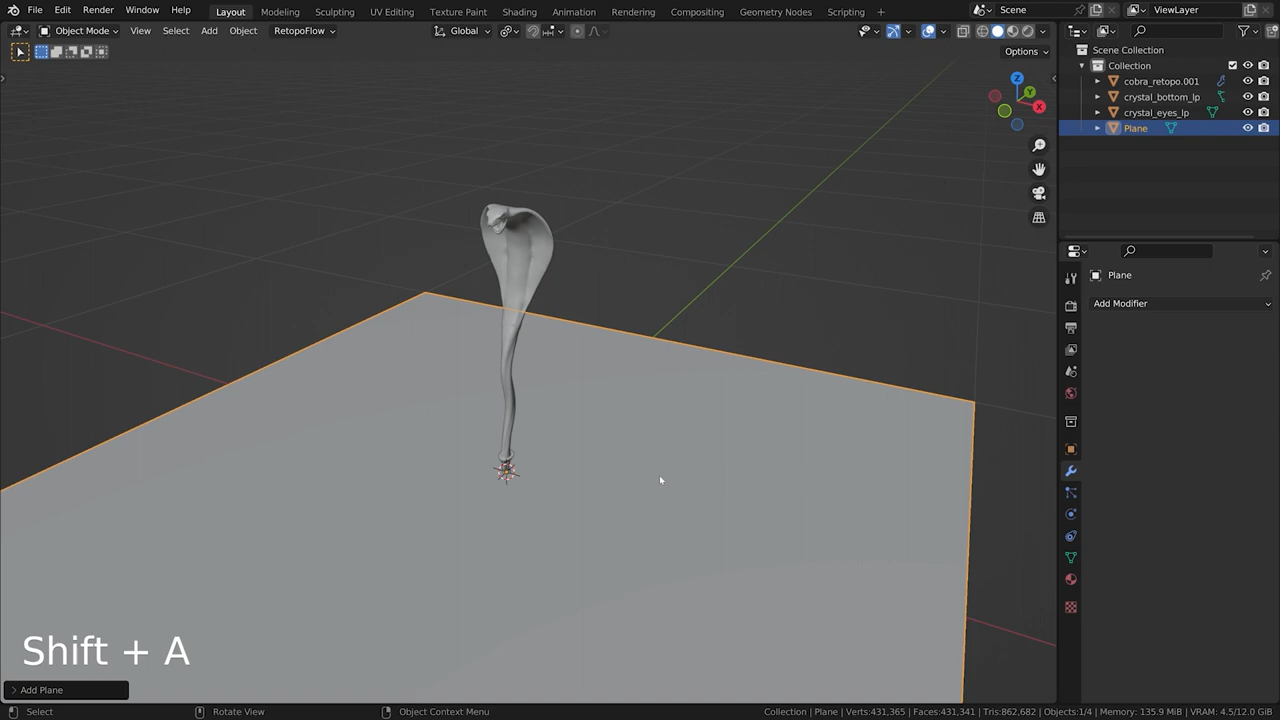 File Edit Render Window Help Layout Modeling Sculpting UV Editing Texture Paint Shading Animation Rendering Compositing Geometry Nodes Scripting Scene ViewLayer
Object Mode View Select Add Object RetopoFlow Global
Options
Scene Collection
Collection
cobra_retopo.001
crystal_bottom_lp
crystal_eyes_lp
Plane
X
Y
Z
Plane
Add Modifier
Shift + A
Add Plane
Select Rotate View Object Context Menu Collection | Plane | Verts:431,365 | Faces:431,341 | Tris:862,682 | Objects:1/4 | Memory: 135.9 MiB | VRAM: 4.5/12.0 GiB